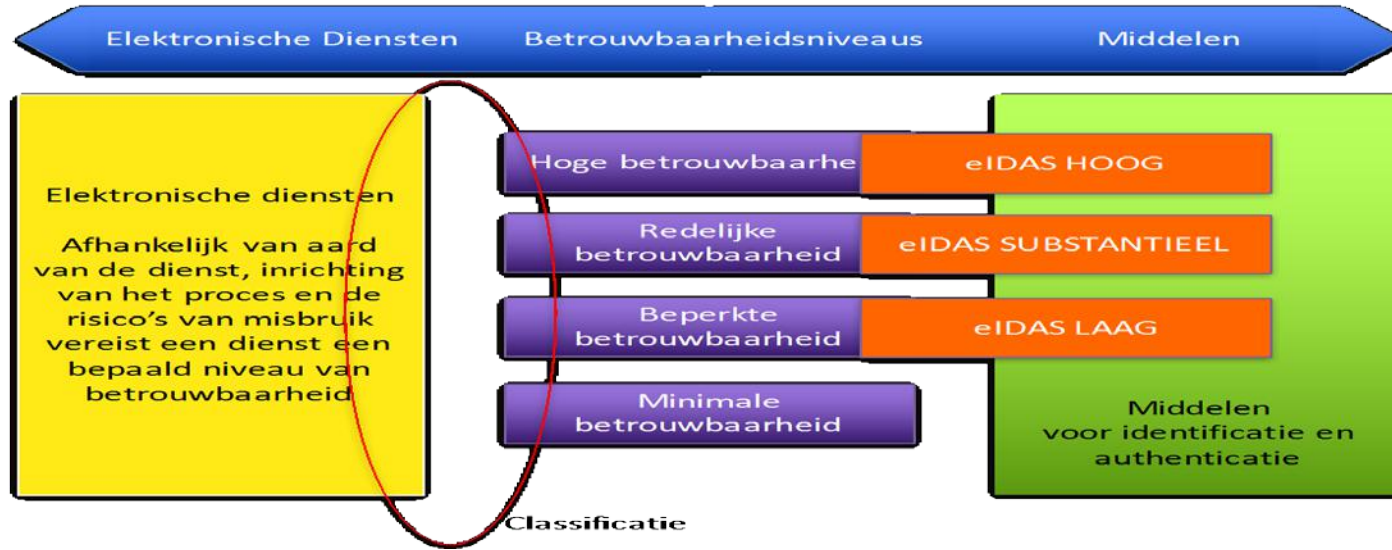 Elektronische Diensten
Betrouwbaarheidsniveaus
Middelen
Elektronische diensten
Afhankelijk van aard
van de dienst, inrichting
van het proces en de
risico's van misbruik
vereist een dienst een
bepaald niveau van
betrouwbaarheid
Hoge betrouwbaarhe
eIDAS HOOG
Redelijke
betrouwbaarheid
eIDAS SUBSTANTIEEL
Beperkte
betrouwbaarheid
eIDAS LAAG
Minimale
betrouwbaarheid
Middelen
voor identificatie en
authenticatie
Classificatie